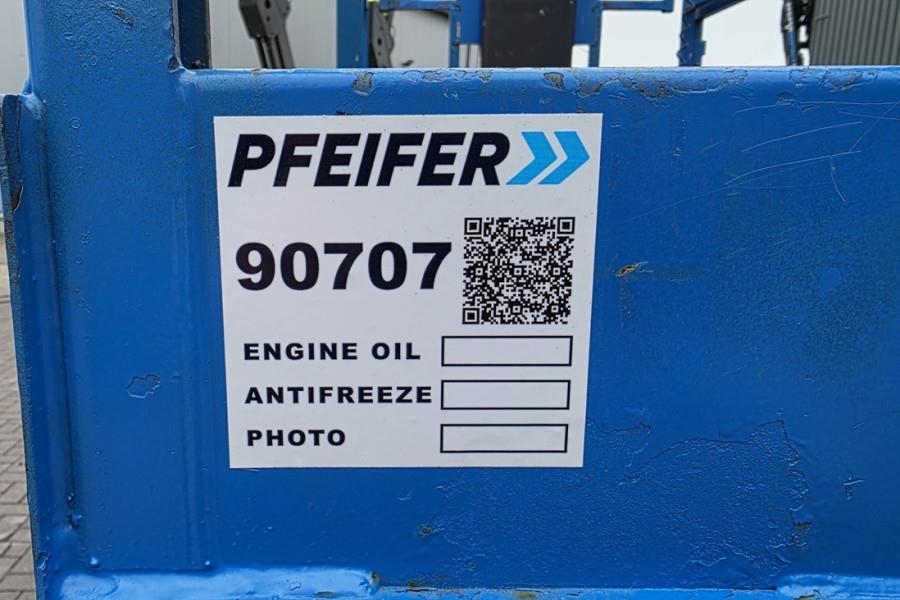 PFEIFER
90707
ENGINE OIL
ANTIFREEZE
PHOTO